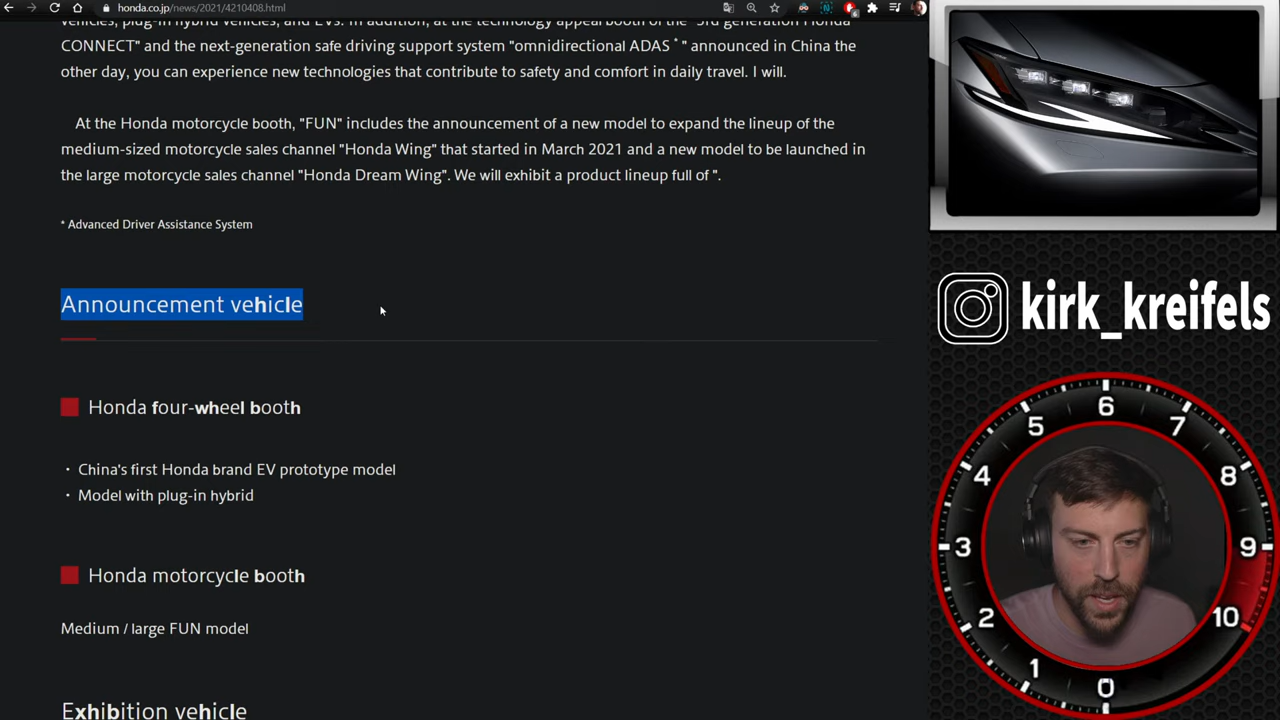 honda.co.jp/news/2021/4210408.html
CONNECT" and the next-generation safe driving support system "omnidirectional ADAS * " announced in China the
other day, you can experience new technologies that contribute to safety and comfort in daily travel. I will.
At the Honda motorcycle booth, "FUN" includes the announcement of a new model to expand the lineup of the
medium-sized motorcycle sales channel "Honda Wing" that started in March 2021 and a new model to be launched in
the large motorcycle sales channel "Honda Dream Wing". We will exhibit a product lineup full of ".
* Advanced Driver Assistance System
Announcement vehicle
Honda four-wheel booth
・ China's first Honda brand EV prototype model
・ Model with plug-in hybrid
Honda motorcycle booth
Medium / large FUN model
Exhibition vehicle
kirk_kreifels
6
5
7
4
8
3
9
2
10
1
0